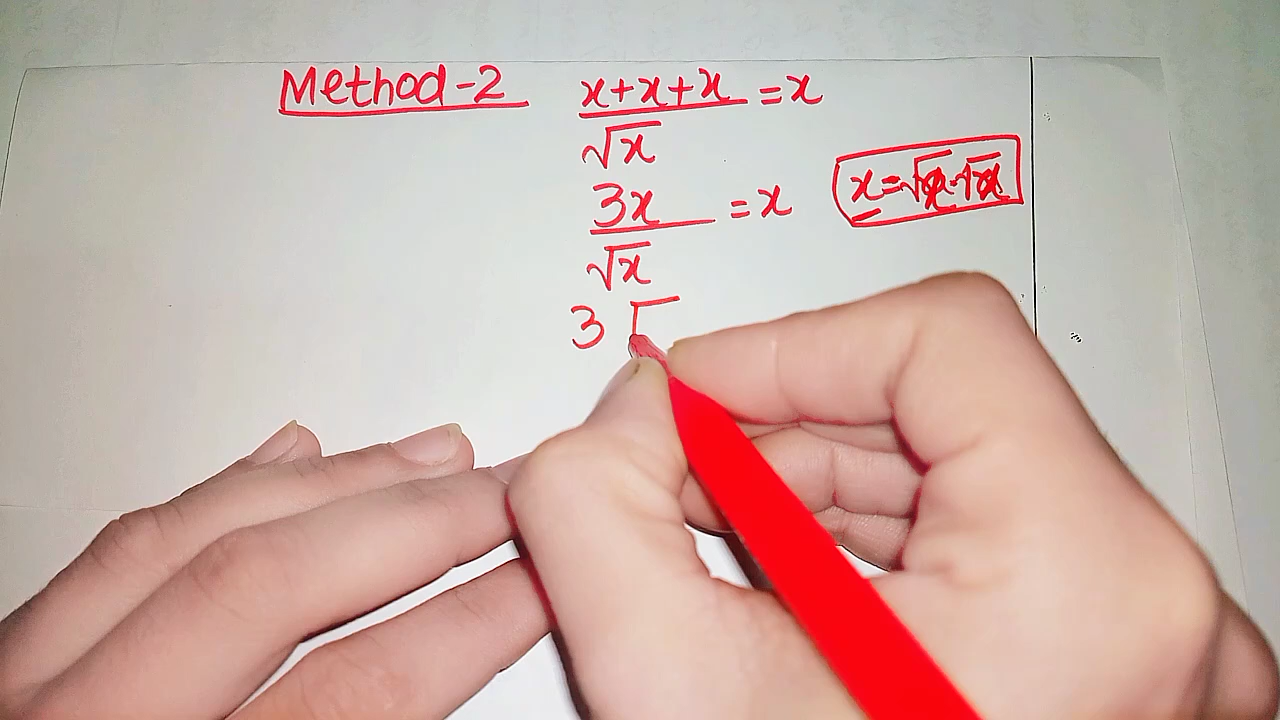 Method-2
x+x+x = x
√x
3x = x
√x
x=√x·√x
3√